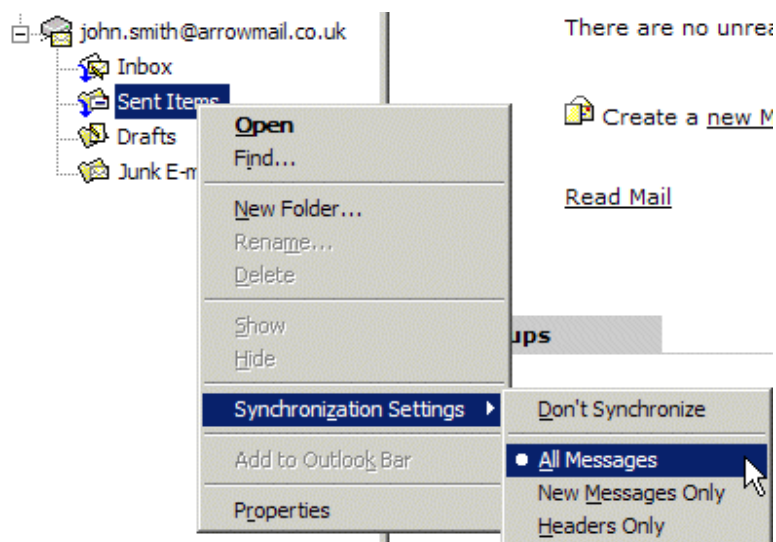 john.smith@arrowmail.co.uk
Inbox
Sent Items
Drafts
Junk
There are no
Create a new
Read Mail
Open
Find...
New Folder...
Rename...
Delete
Show
Hide
Synchronization Settings
Add to Outlook Bar
Properties
Don't Synchronize
All Messages
New Messages Only
Headers Only